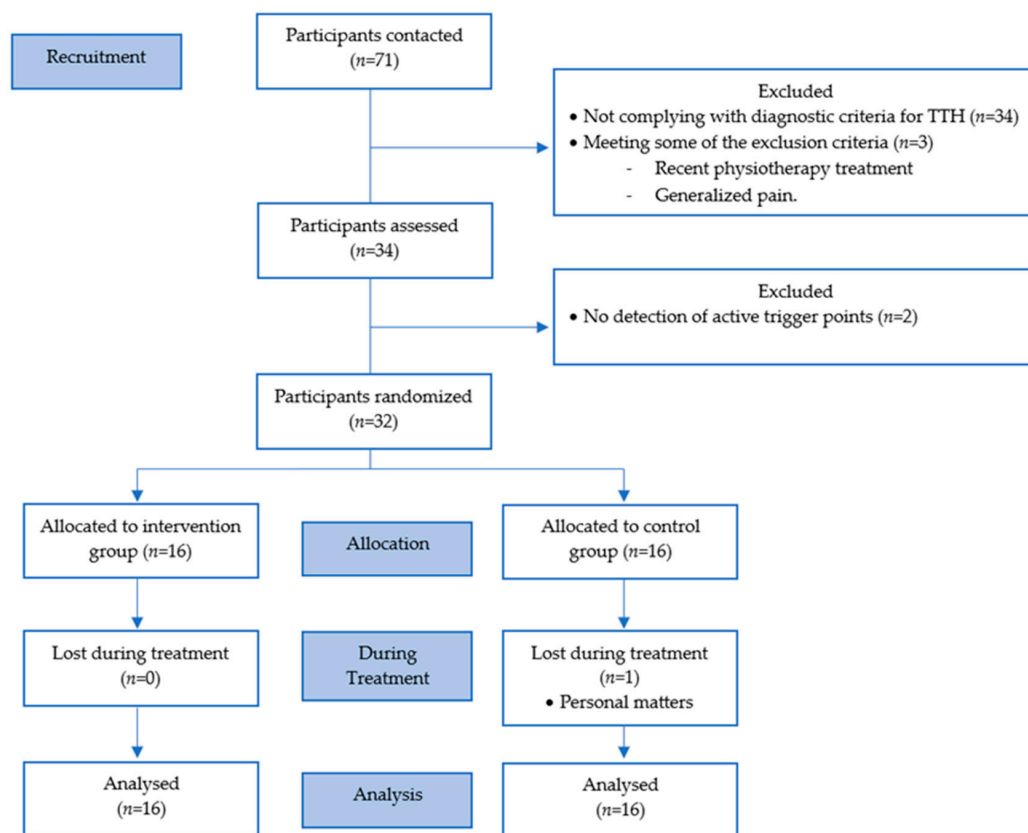 Recruitment
Participants contacted
(n=71)
Excluded
• Not complying with diagnostic criteria for TTH (n=34)
• Meeting some of the exclusion criteria (n=3)
- Recent physiotherapy treatment
- Generalized pain.
Participants assessed
(n=34)
Excluded
• No detection of active trigger points (n=2)
Participants randomized
(n=32)
Allocated to intervention
group (n=16)
Allocation
Allocated to control
group (n=16)
Lost during treatment
(n=0)
During
Treatment
Lost during treatment
(n=1)
• Personal matters
Analysed
(n=16)
Analysis
Analysed
(n=16)